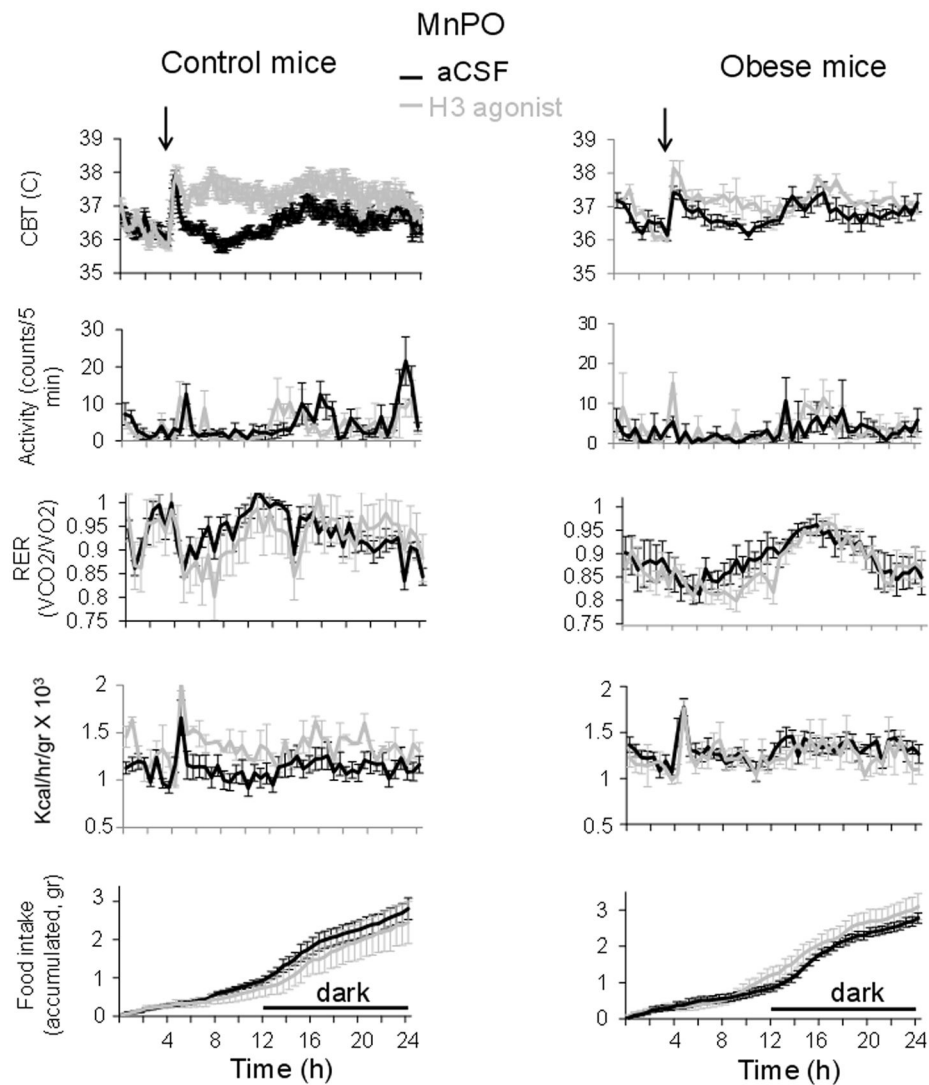 MnPO
Control mice
aCSF
H3 agonist
Obese mice
CBT (C)
39
38
37
36
35
39
38
37
36
35
Activity (counts/5
min)
30
20
10
0
30
20
10
0
RER
(VCO2/VO2)
1
0.95
0.9
0.85
0.8
0.75
1
0.95
0.9
0.85
0.8
0.75
Kcal/hr/gr X 10³
2
1.5
1
0.5
2
1.5
1
0.5
Food intake
(accumulated, gr)
3
2
1
0
dark
0 4 8 12 16 20 24
Time (h)
3
2
1
0
dark
4 8 12 16 20 24
Time (h)